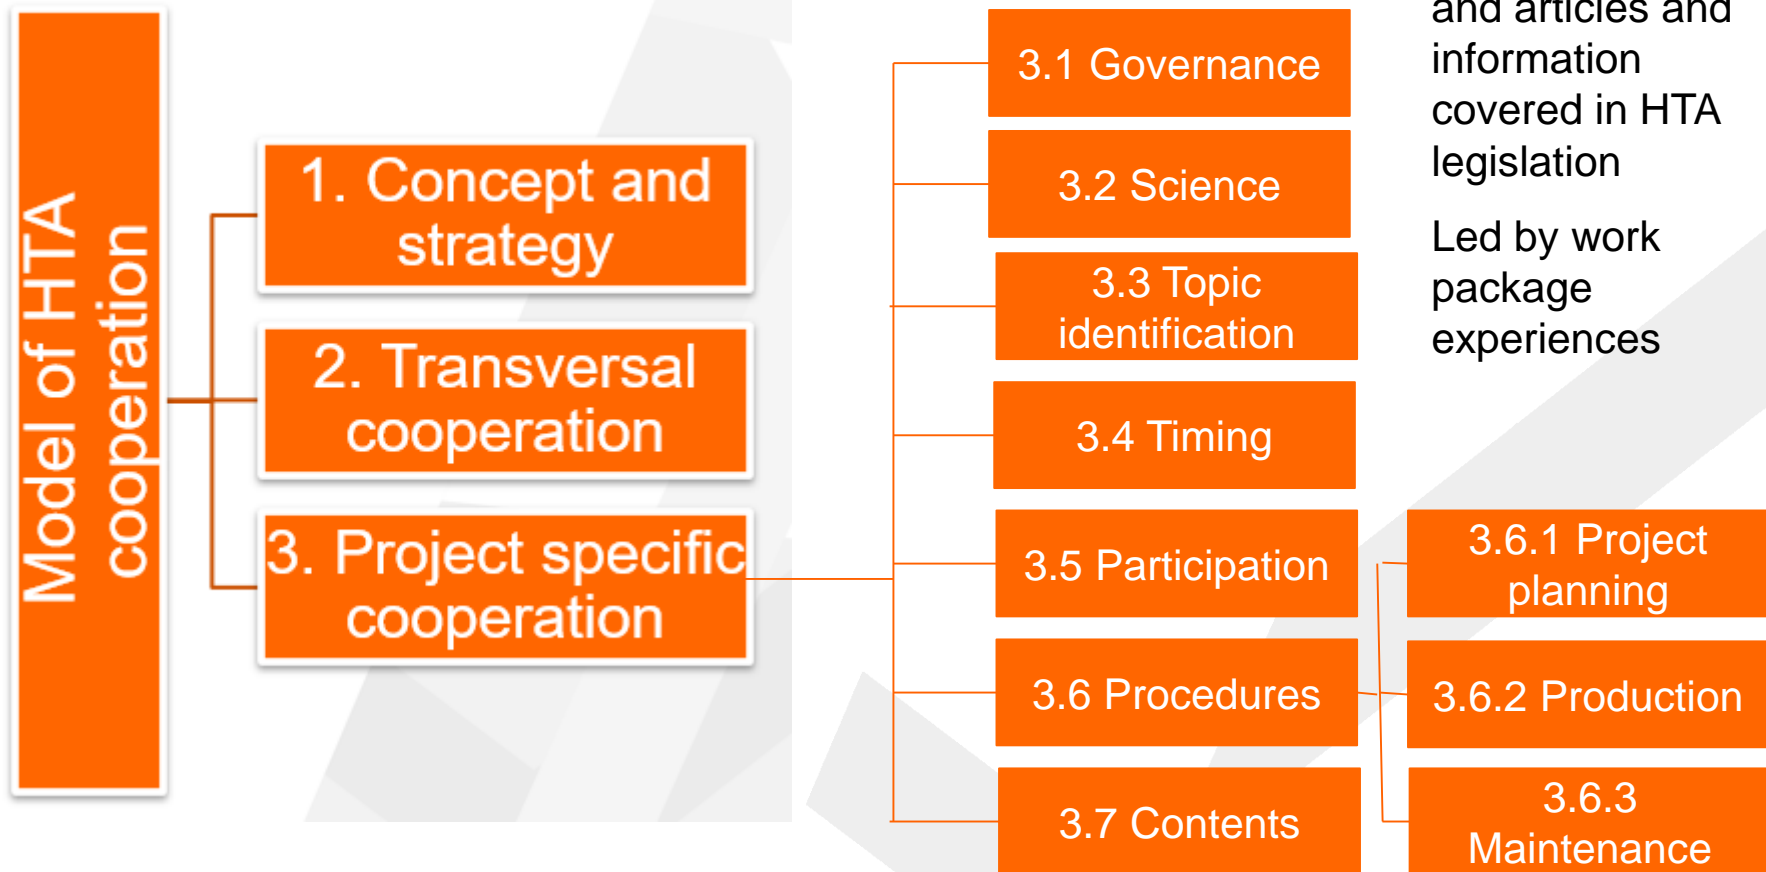 Model of HTA
cooperation
1. Concept and
strategy
2. Transversal
cooperation
3. Project specific
cooperation
3.1 Governance
3.2 Science
3.3 Topic
identification
3.4 Timing
3.5 Participation
3.6 Procedures
3.7 Contents
3.6.1 Project
planning
3.6.2 Production
3.6.3
Maintenance
and articles and
information
covered in HTA
legislation
Led by work
package
experiences